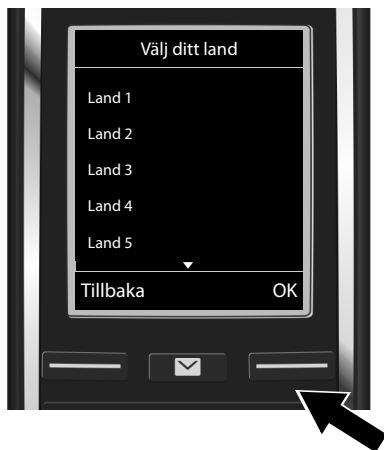 Välj ditt land
Land 1
Land 2
Land 3
Land 4
Land 5
Tillbaka OK